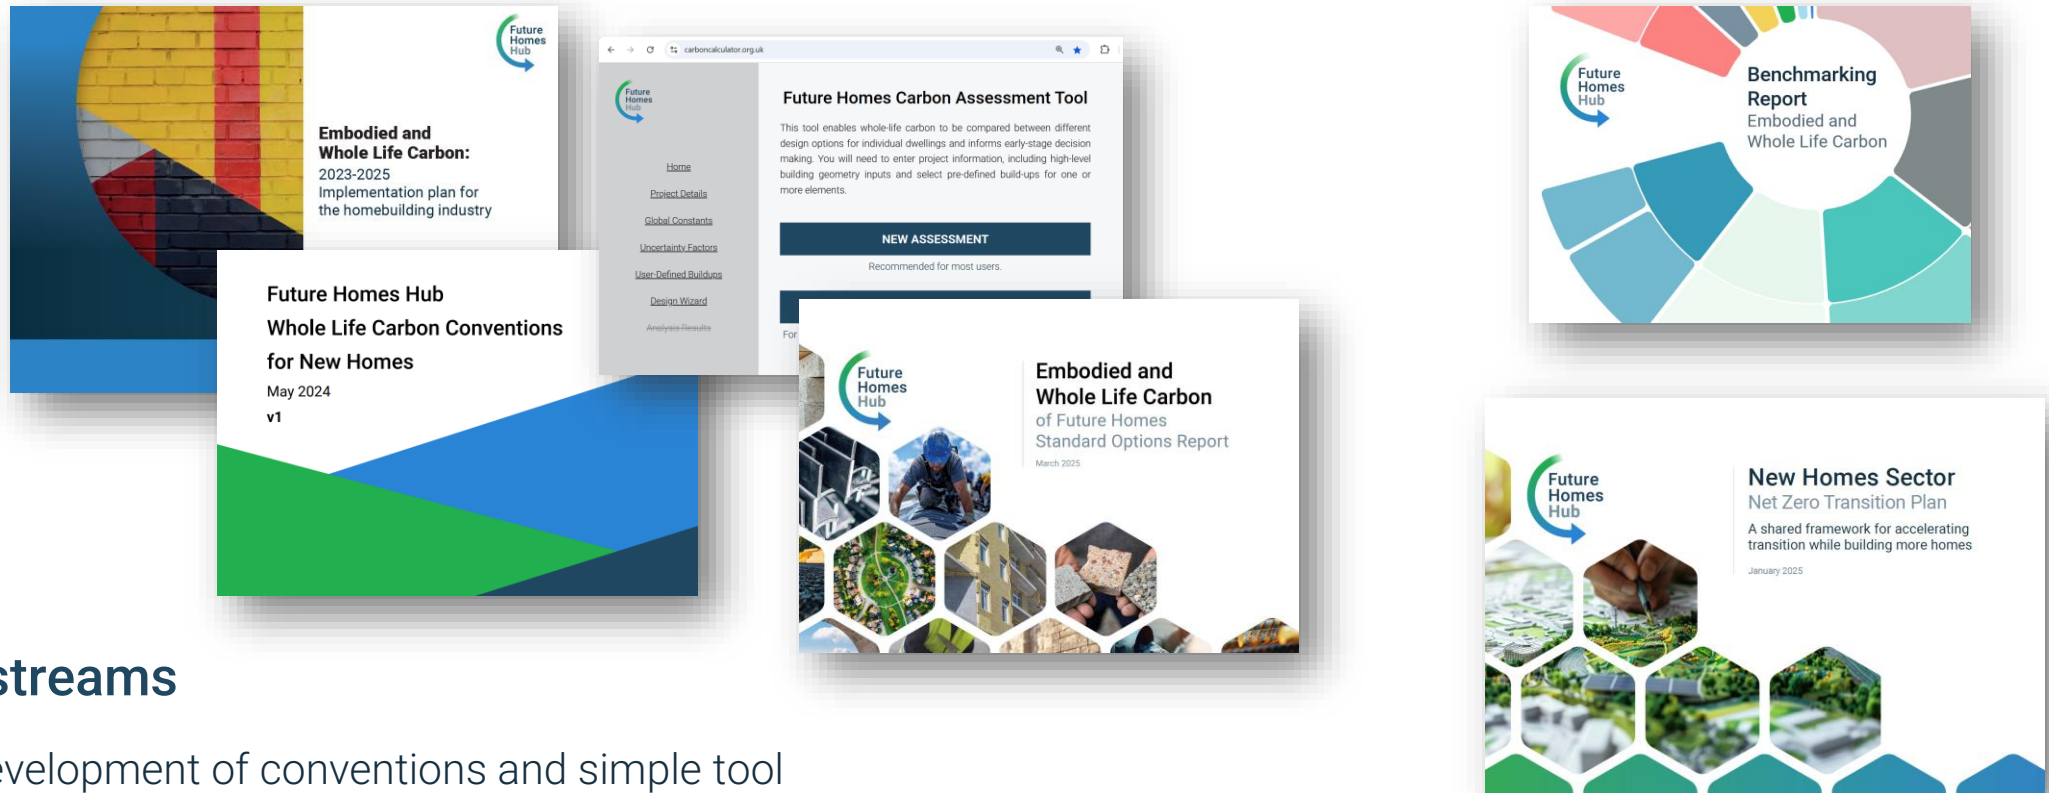 Future
Homes
Hub
Embodied and
Whole Life Carbon:
2023-2025
Implementation plan for
the homebuilding industry
carboncalculator.org.uk
Future
Homes
Hub
Home
Project Details
Global Constants
Uncertainty Factors
User-Defined Buildups
Design Wizard
Analysis Results
Future Homes Carbon Assessment Tool
This tool enables whole-life carbon to be compared between different
design options for individual dwellings and informs early-stage decision
making. You will need to enter project information, including high-level
building geometry inputs and select pre-defined build-ups for one or
more elements.
NEW ASSESSMENT
Recommended for most users.
For
Future Homes Hub
Whole Life Carbon Conventions
for New Homes
May 2024
v1
Future
Homes
Hub
Embodied and
Whole Life Carbon
of Future Homes
Standard Options Report
March 2025
Future
Homes
Hub
Benchmarking
Report
Embodied and
Whole Life Carbon
Future
Homes
Hub
New Homes Sector
Net Zero Transition Plan
A shared framework for accelerating
transition while building more homes
January 2025
streams
evelopment of conventions and simple tool